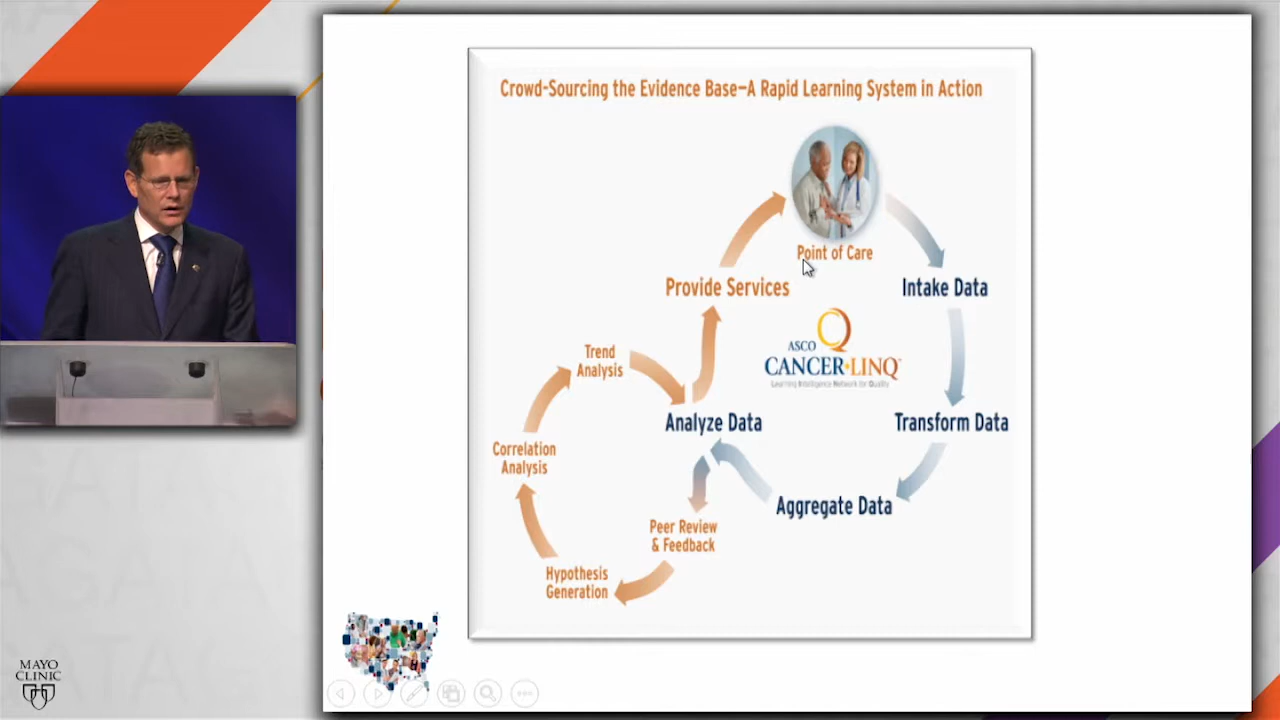 Crowd-Sourcing the Evidence Base—A Rapid Learning System in Action
Point of Care
Provide Services
Intake Data
ASCO
CANCER·LINQ™
Learning Intelligence Network for Quality
Trend
Analysis
Analyze Data
Transform Data
Correlation
Analysis
Aggregate Data
Peer Review
& Feedback
Hypothesis
Generation
MAYO
CLINIC